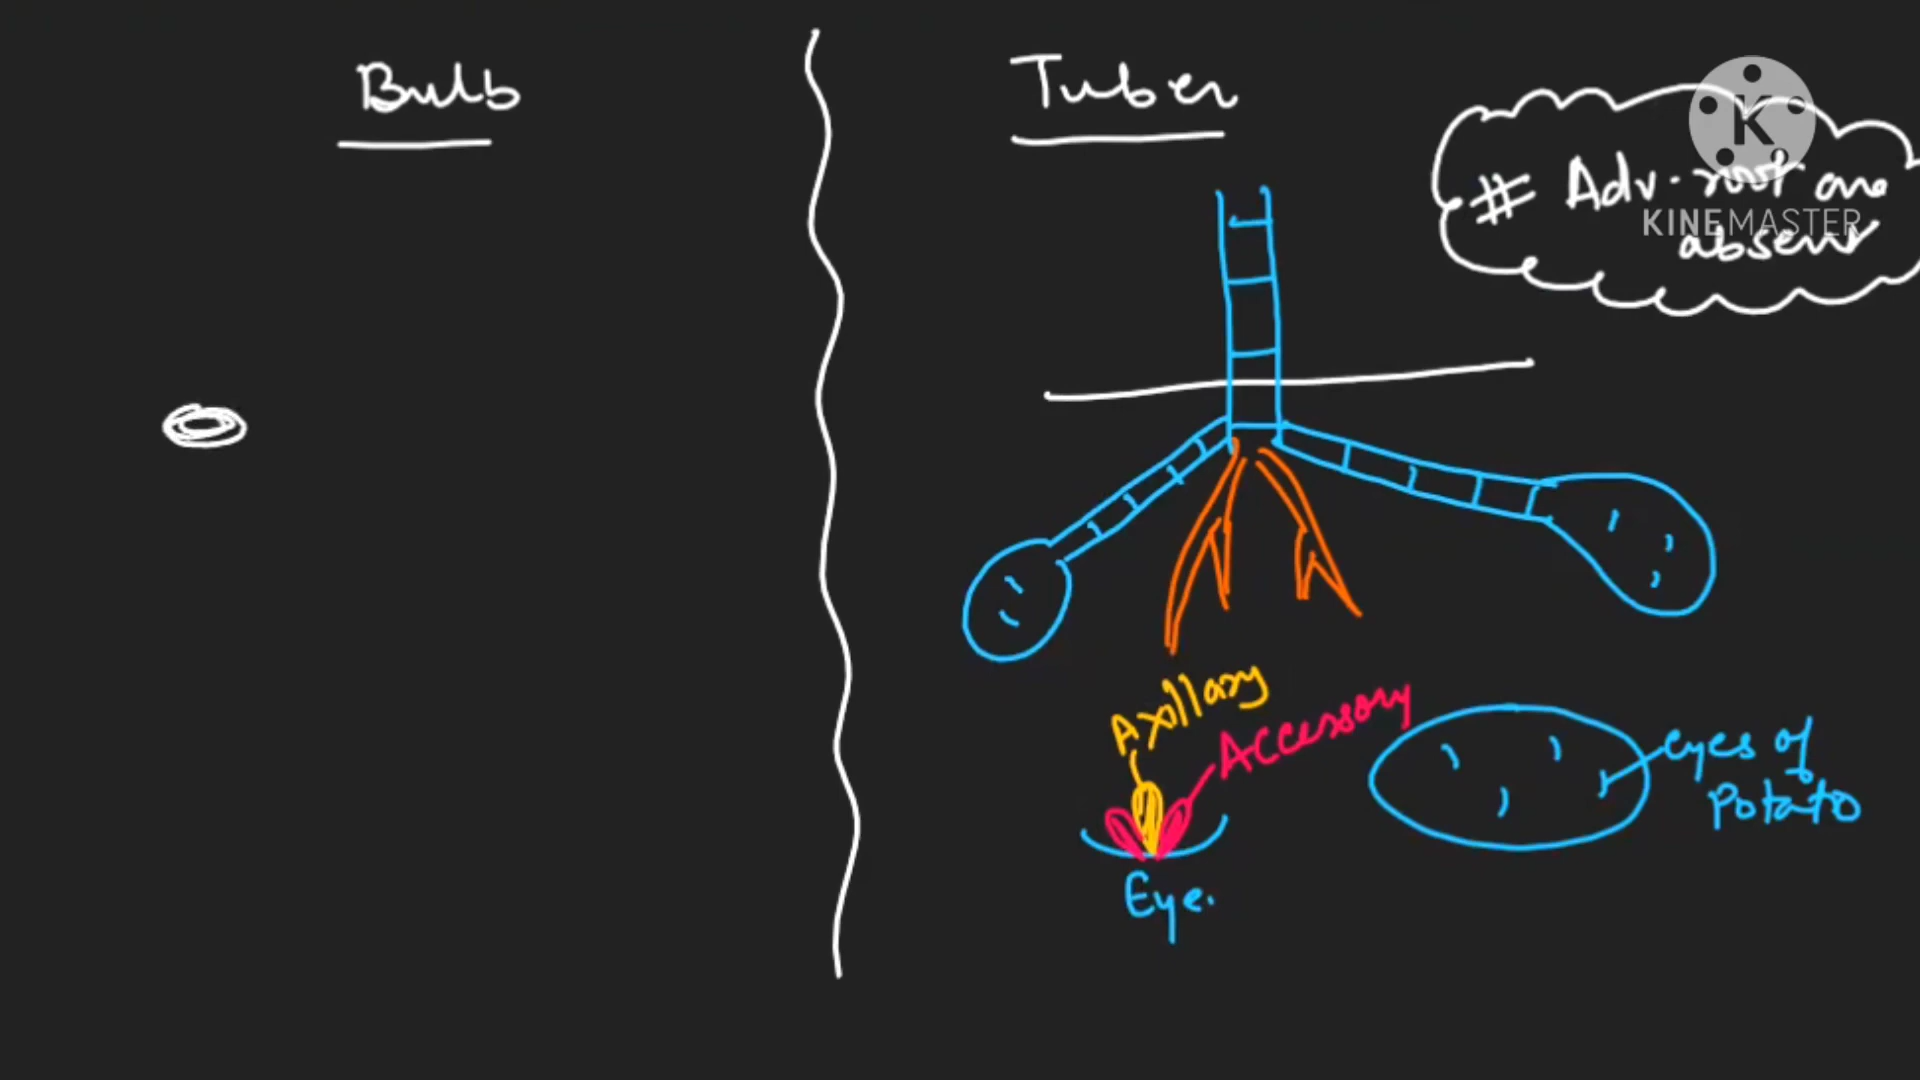 Bulb
Tuber
# Adv. root are
absent
K
KINEMASTER
Axillary
Accessory
Eye.
eyes of
Potato